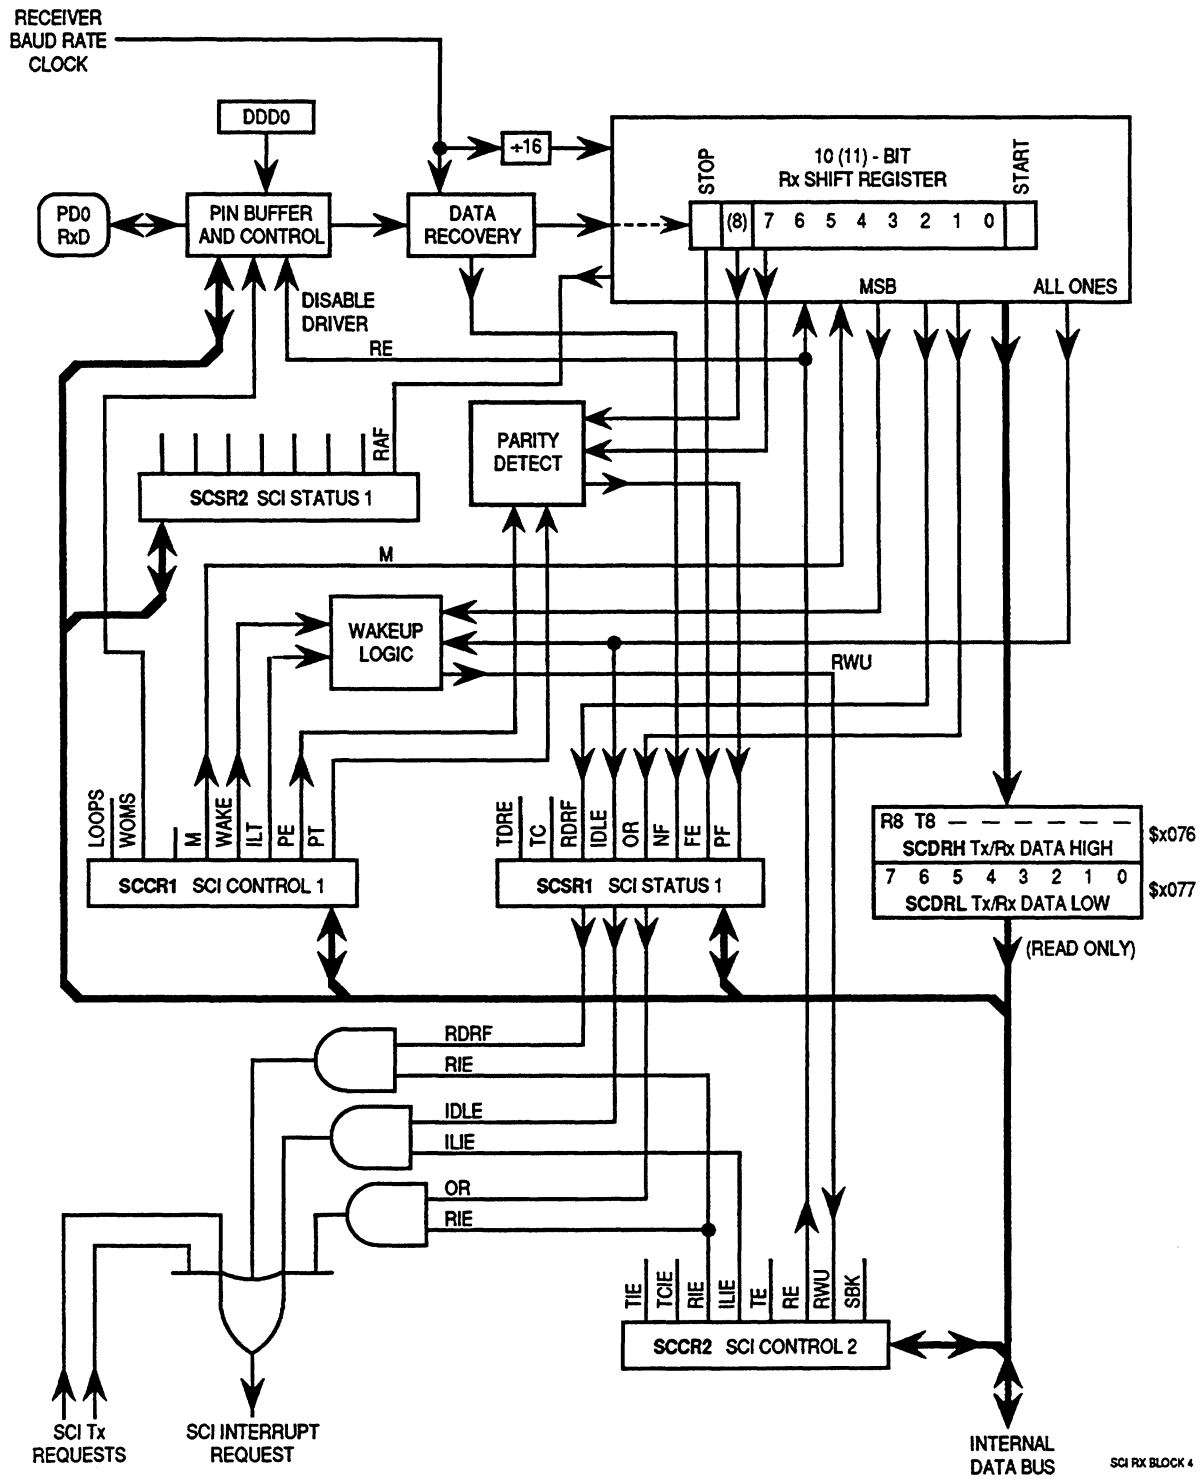 RECEIVER
BAUD RATE
CLOCK
DDD0
÷16
10 (11) - BIT
Rx SHIFT REGISTER
STOP
START
(8) 7 6 5 4 3 2 1 0
PD0
RxD
PIN BUFFER
AND CONTROL
DATA
RECOVERY
MSB
ALL ONES
DISABLE
DRIVER
RE
RAF
PARITY
DETECT
SCSR2 SCI STATUS 1
M
WAKEUP
LOGIC
RWU
LOOPS
WOMS
M
WAKE
ILT
PE
PT
TDRE
TC
RDRF
IDLE
OR
NF
FE
PF
R8 T8 – – – – – –
SCDRH Tx/Rx DATA HIGH
$x076
7 6 5 4 3 2 1 0
SCDRL Tx/Rx DATA LOW
$x077
SCCR1 SCI CONTROL 1
SCSR1 SCI STATUS 1
(READ ONLY)
RDRF
RIE
IDLE
ILIE
OR
RIE
TIE
TCIE
RIE
ILIE
TE
RE
RWU
SBK
SCCR2 SCI CONTROL 2
SCI Tx
REQUESTS
SCI INTERRUPT
REQUEST
INTERNAL
DATA BUS
SCI RX BLOCK 4